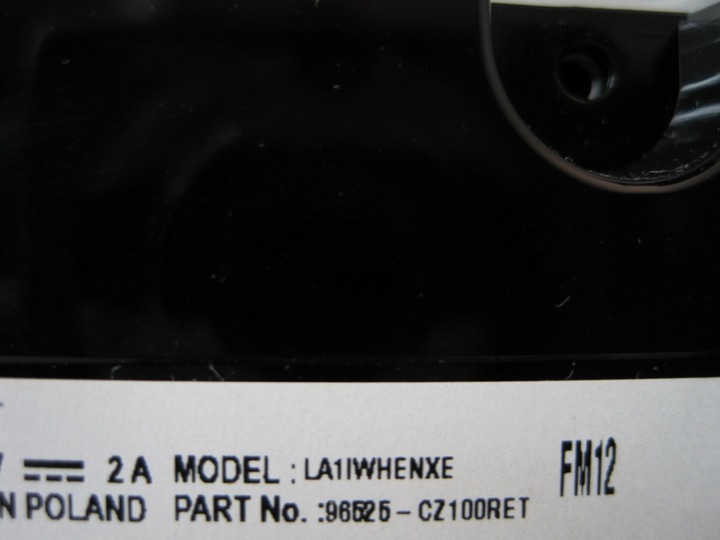 2 A MODEL : LA1IWHENXE FM12
POLAND PART No. :96525-CZ100RET